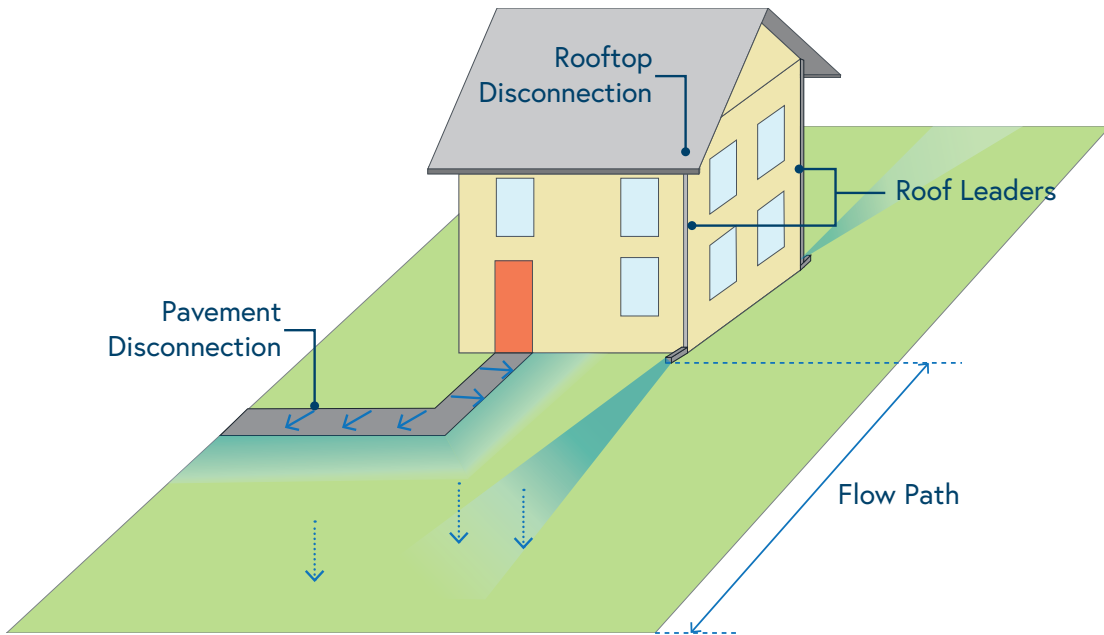 Rooftop
Disconnection
Roof Leaders
Pavement
Disconnection
Flow Path